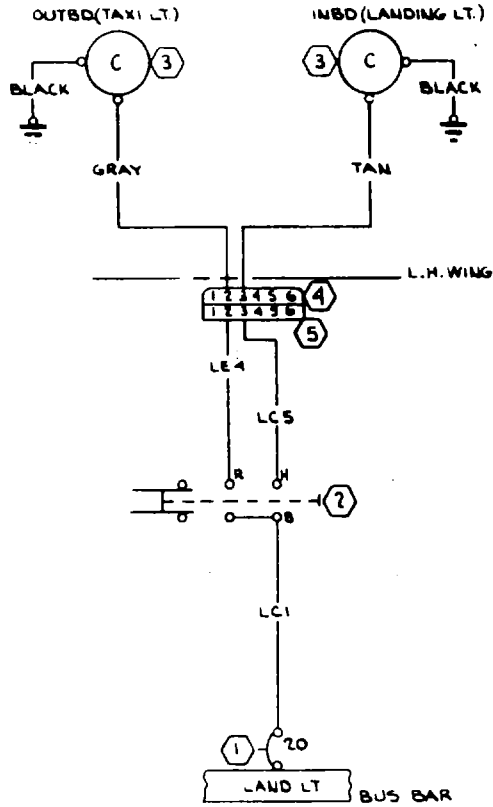 OUTBD(TAXI LT.)
INBD(LANDING LT.)
C
3
3
C
BLACK
BLACK
GRAY
TAN
L.H. WING
1 2 3 4 5 6
4
1 2 3 4 5 6
5
LE4
LC5
R
H
2
B
LC1
1
20
LAND LT
BUS BAR